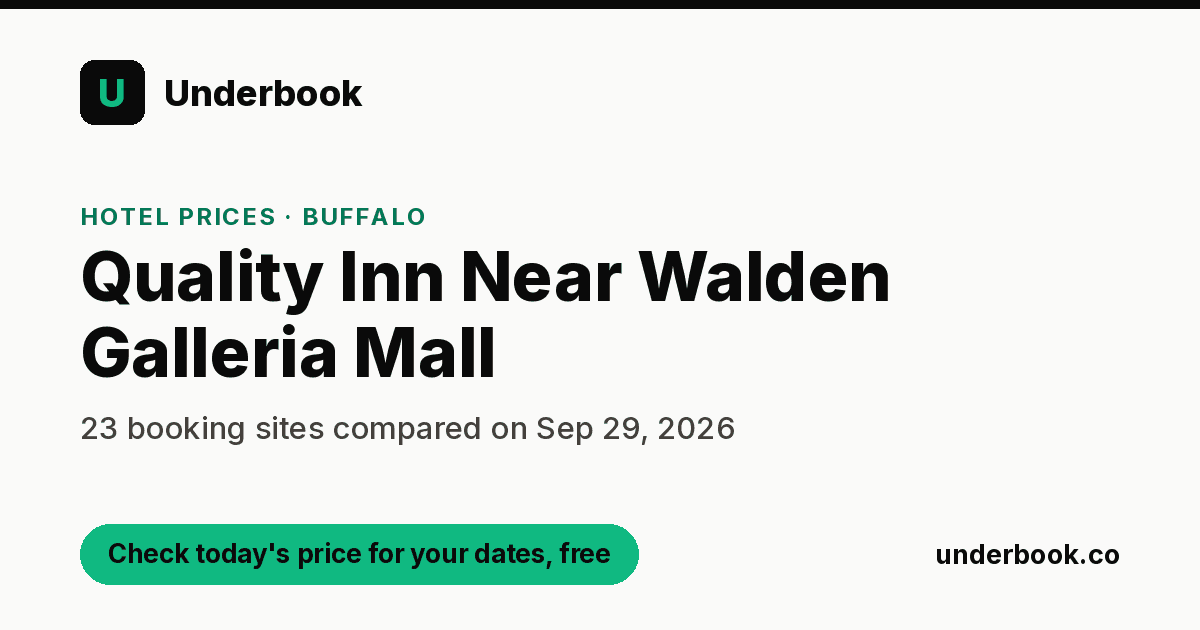 U Underbook
HOTEL PRICES · BUFFALO
Quality Inn Near Walden
Galleria Mall
23 booking sites compared on Sep 29, 2026
Check today's price for your dates, free
underbook.co